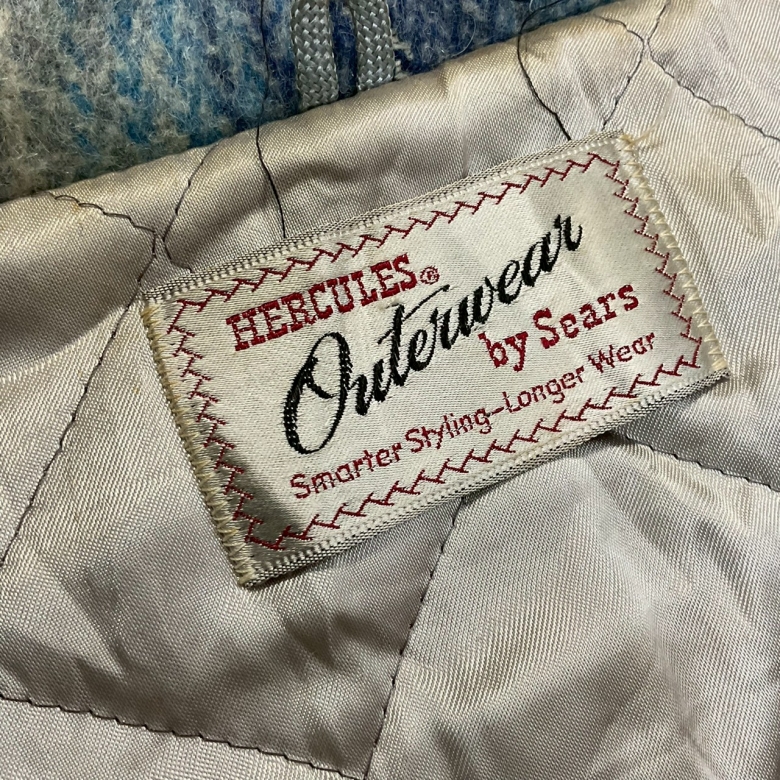 HERCULES®
Outerwear
by Sears
Smarter Styling-Longer Wear